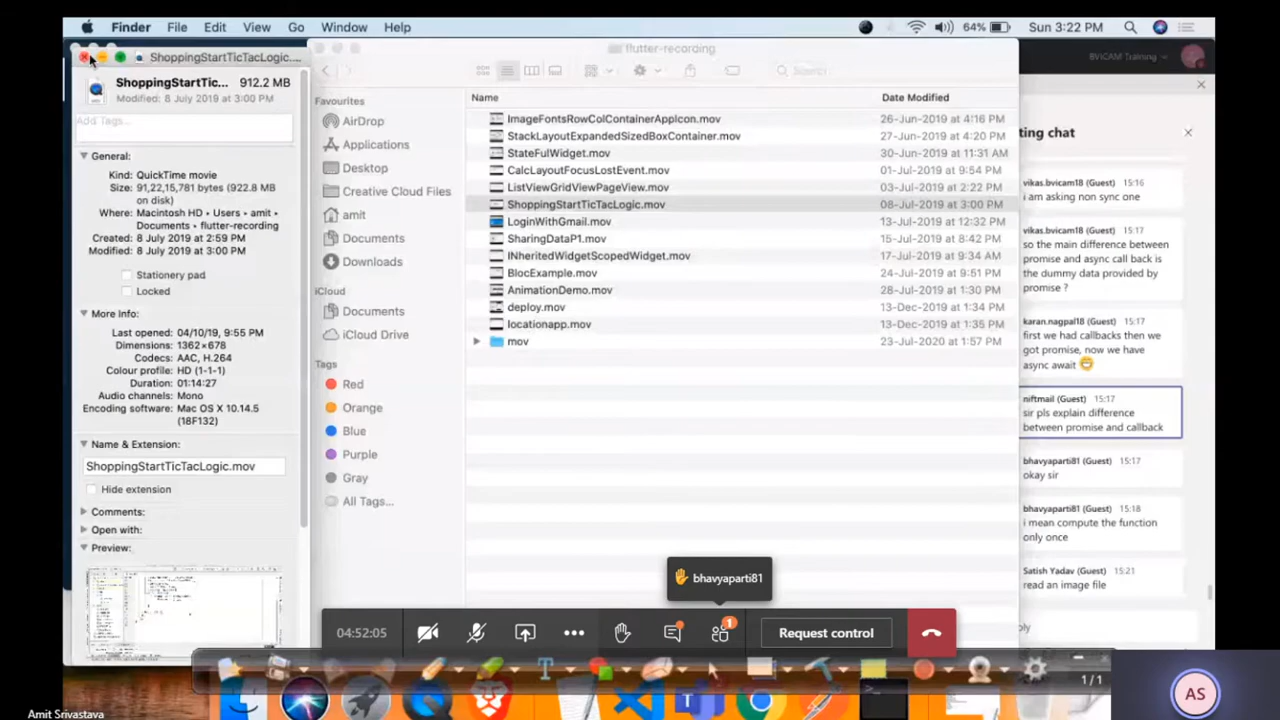 Finder File Edit View Go Window Help
64% Sun 3:22 PM
ShoppingStartTicTacLogic....
ShoppingStartTic... 912.2 MB
Modified: 8 July 2019 at 3:00 PM
Add Tags...
General:
Kind: QuickTime movie
Size: 91,22,15,781 bytes (922.8 MB
on disk)
Where: Macintosh HD • Users • amit •
Documents • flutter-recording
Created: 8 July 2019 at 2:59 PM
Modified: 8 July 2019 at 3:00 PM
Stationery pad
Locked
More Info:
Last opened: 04/10/19, 9:55 PM
Dimensions: 1362×678
Codecs: AAC, H.264
Colour profile: HD (1-1-1)
Duration: 01:14:27
Audio channels: Mono
Encoding software: Mac OS X 10.14.5
(18F132)
Name & Extension:
ShoppingStartTicTacLogic.mov
Hide extension
Comments:
Open with:
Preview:
flutter-recording
Search
Favourites
AirDrop
Applications
Desktop
Creative Cloud Files
amit
Documents
Downloads
iCloud
Documents
iCloud Drive
Tags
Red
Orange
Blue
Purple
Gray
All Tags...
Name Date Modified
ImageFontsRowColContainerAppIcon.mov 26-Jun-2019 at 4:16 PM
StackLayoutExpandedSizedBoxContainer.mov 27-Jun-2019 at 4:20 PM
StateFulWidget.mov 30-Jun-2019 at 11:31 AM
CalcLayoutFocusLostEvent.mov 01-Jul-2019 at 9:54 PM
ListViewGridViewPageView.mov 03-Jul-2019 at 2:22 PM
ShoppingStartTicTacLogic.mov 08-Jul-2019 at 3:00 PM
LoginWithGmail.mov 13-Jul-2019 at 12:32 PM
SharingDataP1.mov 15-Jul-2019 at 8:42 PM
INheritedWidgetScopedWidget.mov 17-Jul-2019 at 9:34 AM
BlocExample.mov 24-Jul-2019 at 9:51 PM
AnimationDemo.mov 28-Jul-2019 at 1:30 PM
deploy.mov 13-Dec-2019 at 1:34 PM
locationapp.mov 13-Dec-2019 at 1:35 PM
mov 23-Jul-2020 at 1:57 PM
BVICAM Training
ting chat
vikas.bvicam18 (Guest) 15:16
i am asking non sync one
vikas.bvicam18 (Guest) 15:17
so the main difference between
promise and async call back is
the dummy data provided by
promise ?
karan.nagpal18 (Guest) 15:17
first we had callbacks then we
got promise, now we have
async await
niftmail (Guest) 15:17
sir pls explain difference
between promise and callback
bhavyaparti81 (Guest) 15:17
okay sir
bhavyaparti81 (Guest) 15:18
i mean compute the function
only once
Satish Yadav (Guest) 15:21
read an image file
ply
bhavyaparti81
04:52:05
1
Request control
1/1
AS
Amit Srivastava